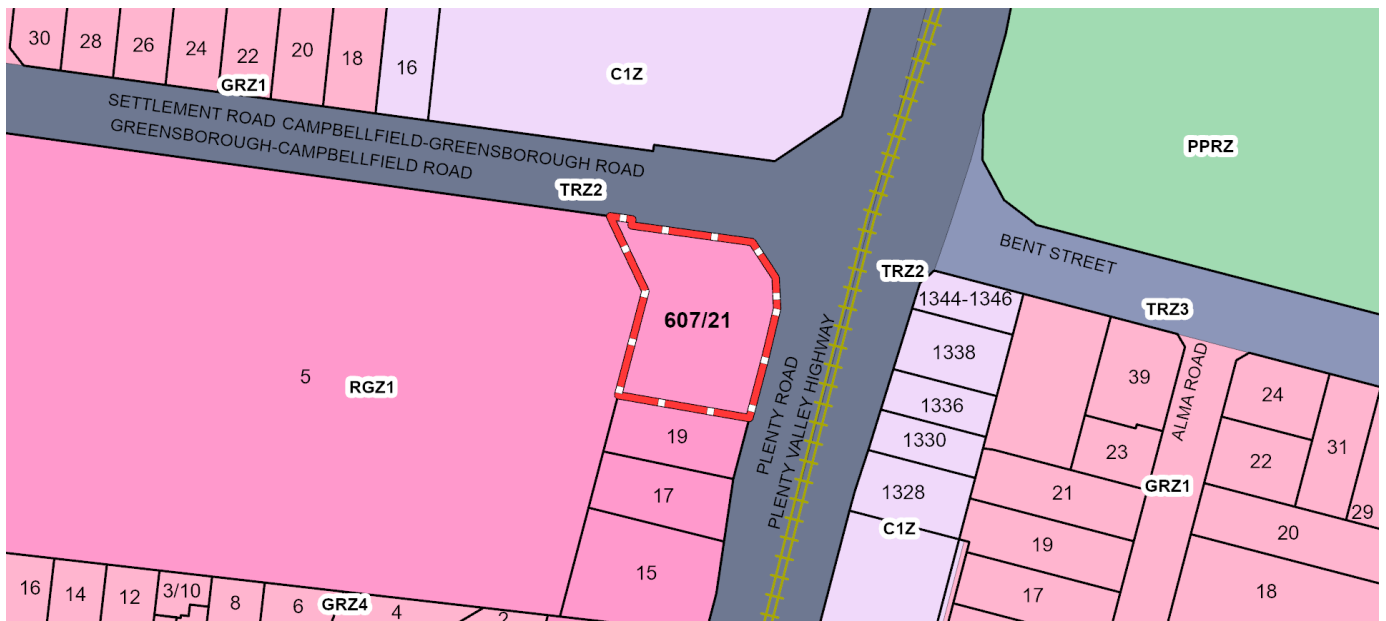 30
28
26
24
22
20
18
16
C1Z
GRZ1
PPRZ
SETTLEMENT ROAD CAMPBELLFIELD-GREENSBOROUGH ROAD
GREENSBOROUGH-CAMPBELLFIELD ROAD
TRZ2
BENT STREET
TRZ2
1344-1346
TRZ3
607/21
PLENTY ROAD
PLENTY VALLEY HIGHWAY
1338
39
ALMA ROAD
24
5
RGZ1
1336
19
1330
23
22
31
17
1328
21
GRZ1
29
C1Z
19
20
15
17
18
16
14
12
3/10
8
6
GRZ4
4
2